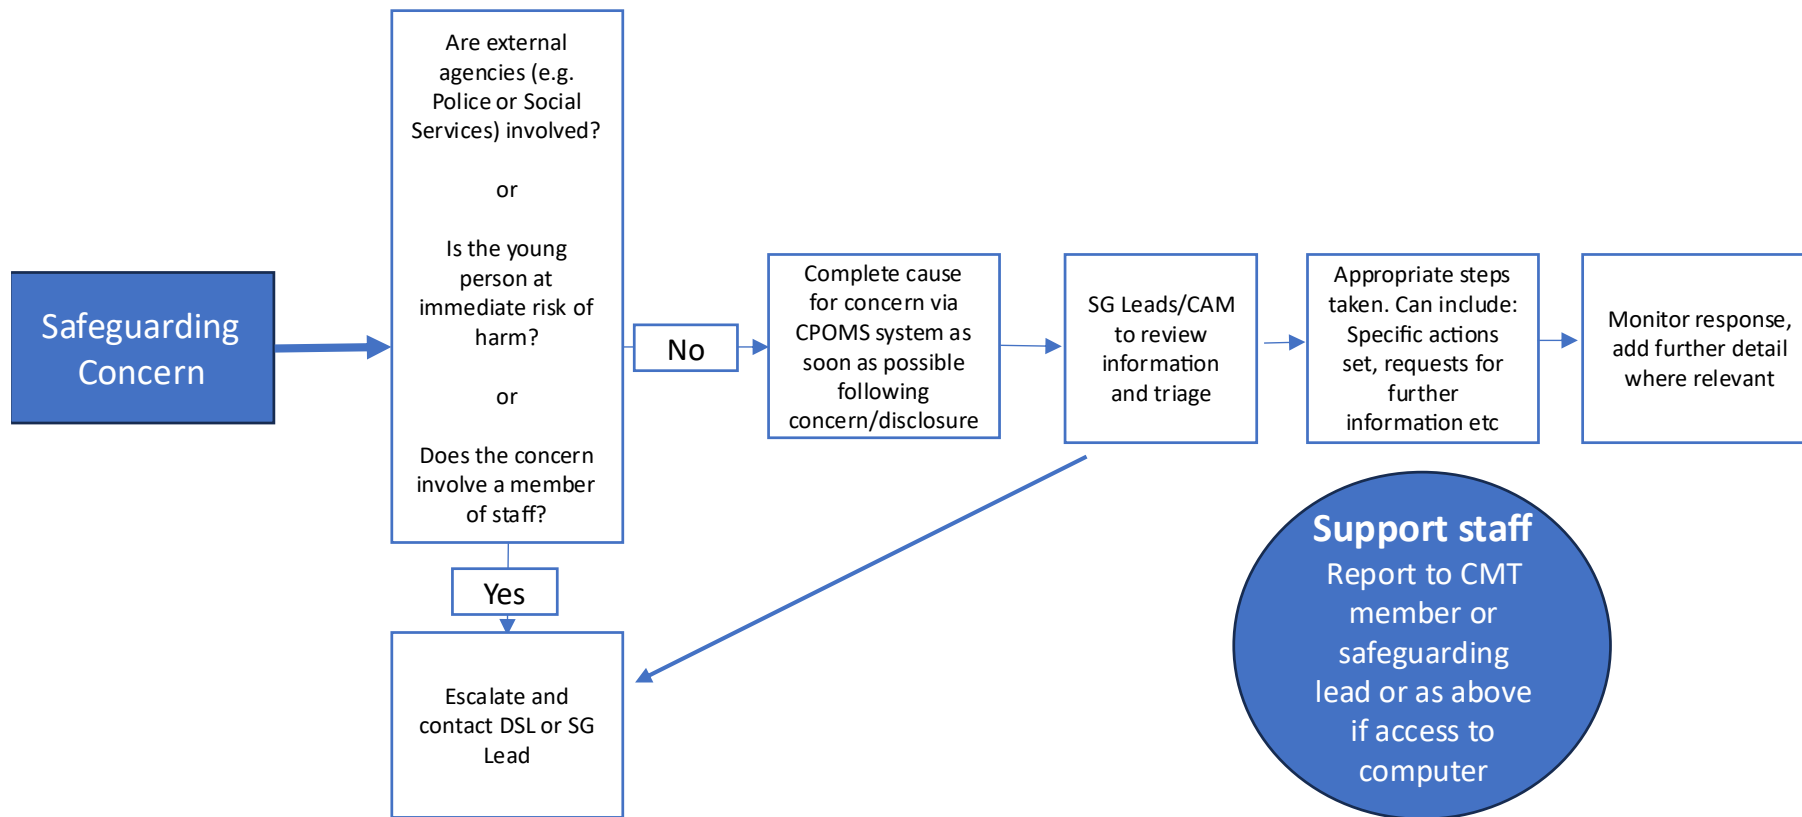 Safeguarding
Concern
Are external
agencies (e.g.
Police or Social
Services) involved?
or
Is the young
person at
immediate risk of
harm?
or
Does the concern
involve a member
of staff?
No
Yes
Escalate and
contact DSL or SG
Lead
Complete cause
for concern via
CPOMS system as
soon as possible
following
concern/disclosure
SG Leads/CAM
to review
information
and triage
Appropriate steps
taken. Can include:
Specific actions
set, requests for
further
information etc
Monitor response,
add further detail
where relevant
Support staff
Report to CMT
member or
safeguarding
lead or as above
if access to
computer